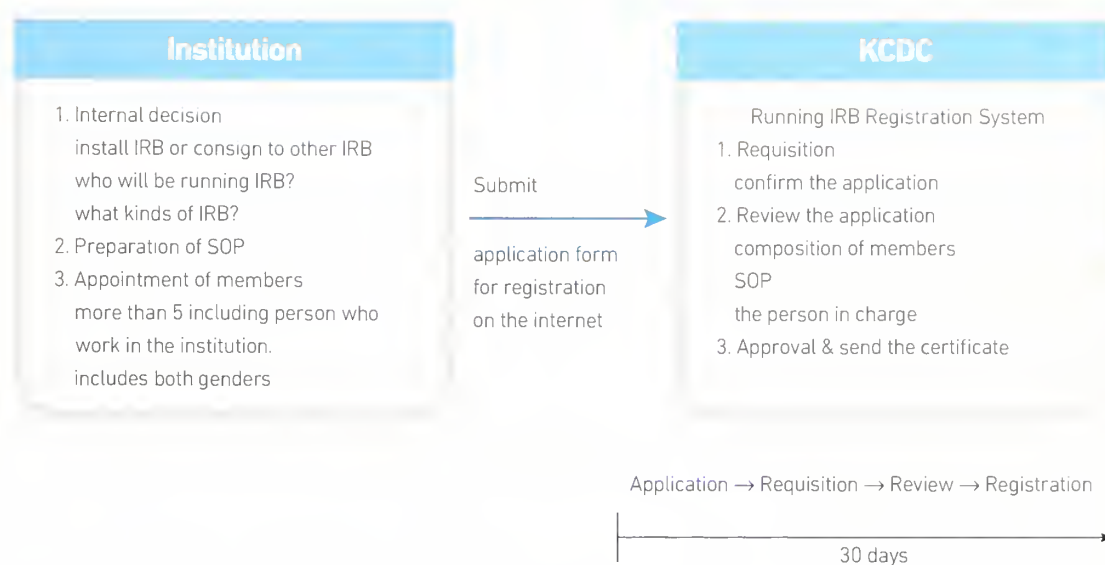 Institution
1. Internal decision
install IRB or consign to other IRB
who will be running IRB?
what kinds of IRB?
2. Preparation of SOP
3. Appointment of members
more than 5 including person who
work in the institution.
includes both genders
Submit
application form
for registration
on the internet
KCDC
Running IRB Registration System
1. Requisition
confirm the application
2. Review the application
composition of members
SOP
the person in charge
3. Approval & send the certificate
Application → Requisition → Review → Registration
30 days